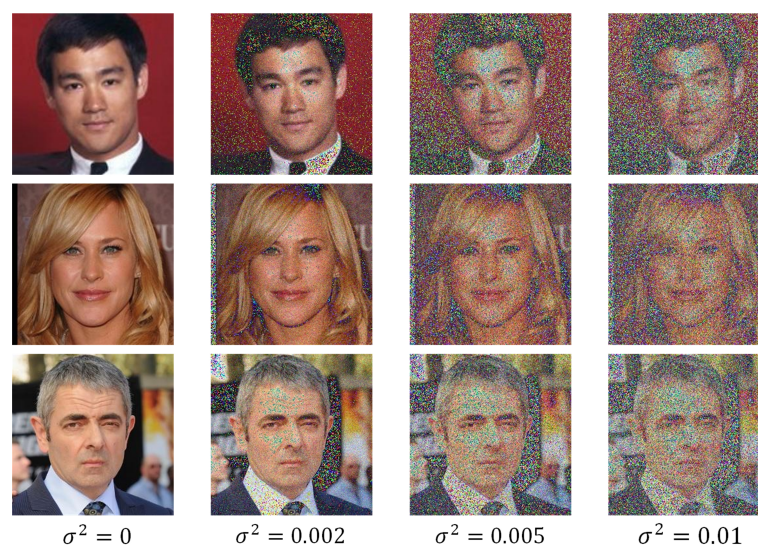 σ² = 0 σ² = 0.002 σ² = 0.005 σ² = 0.01